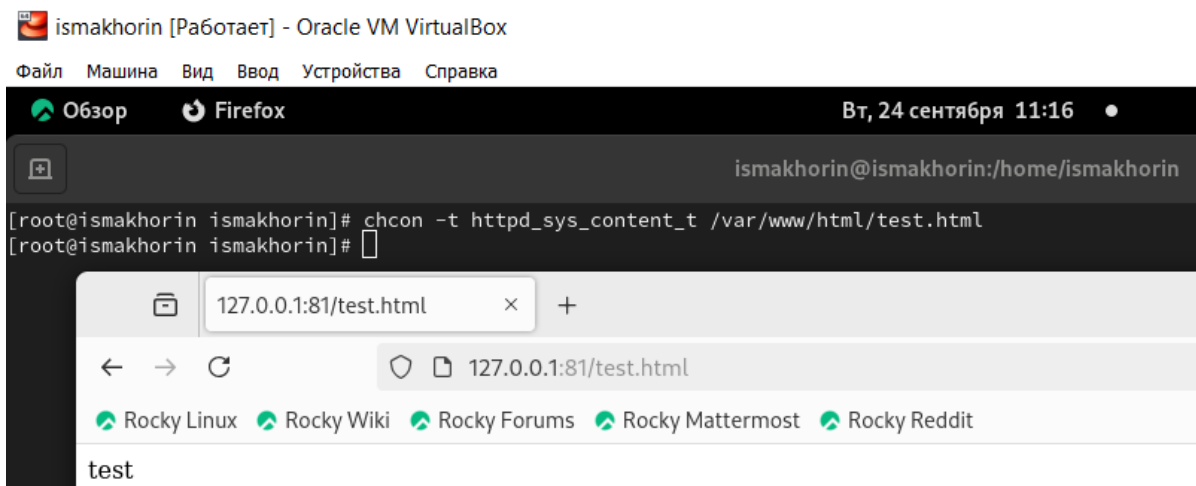 ismakhorin [Работает] - Oracle VM VirtualBox
Файл Машина Вид Ввод Устройства Справка
Обзор Firefox Вт, 24 сентября 11:16
ismakhorin@ismakhorin:/home/ismakhorin
[root@ismakhorin ismakhorin]# chcon -t httpd_sys_content_t /var/www/html/test.html
[root@ismakhorin ismakhorin]#
127.0.0.1:81/test.html
127.0.0.1:81/test.html
Rocky Linux Rocky Wiki Rocky Forums Rocky Mattermost Rocky Reddit
test